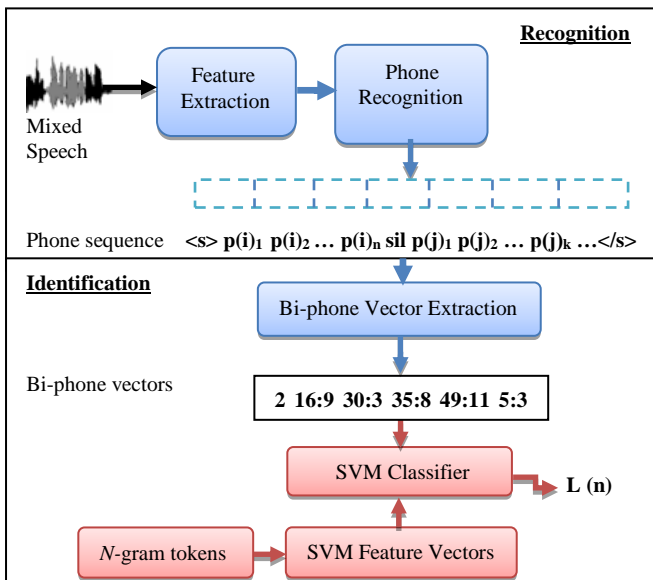 Recognition
Feature
Extraction
Phone
Recognition
Mixed
Speech
Phone sequence <s> p(i)₁ p(i)₂ … p(i)ₙ sil p(j)₁ p(j)₂ … p(j)ₖ …</s>
Identification
Bi-phone Vector Extraction
Bi-phone vectors
2 16:9 30:3 35:8 49:11 5:3
SVM Classifier
L (n)
N-gram tokens
SVM Feature Vectors